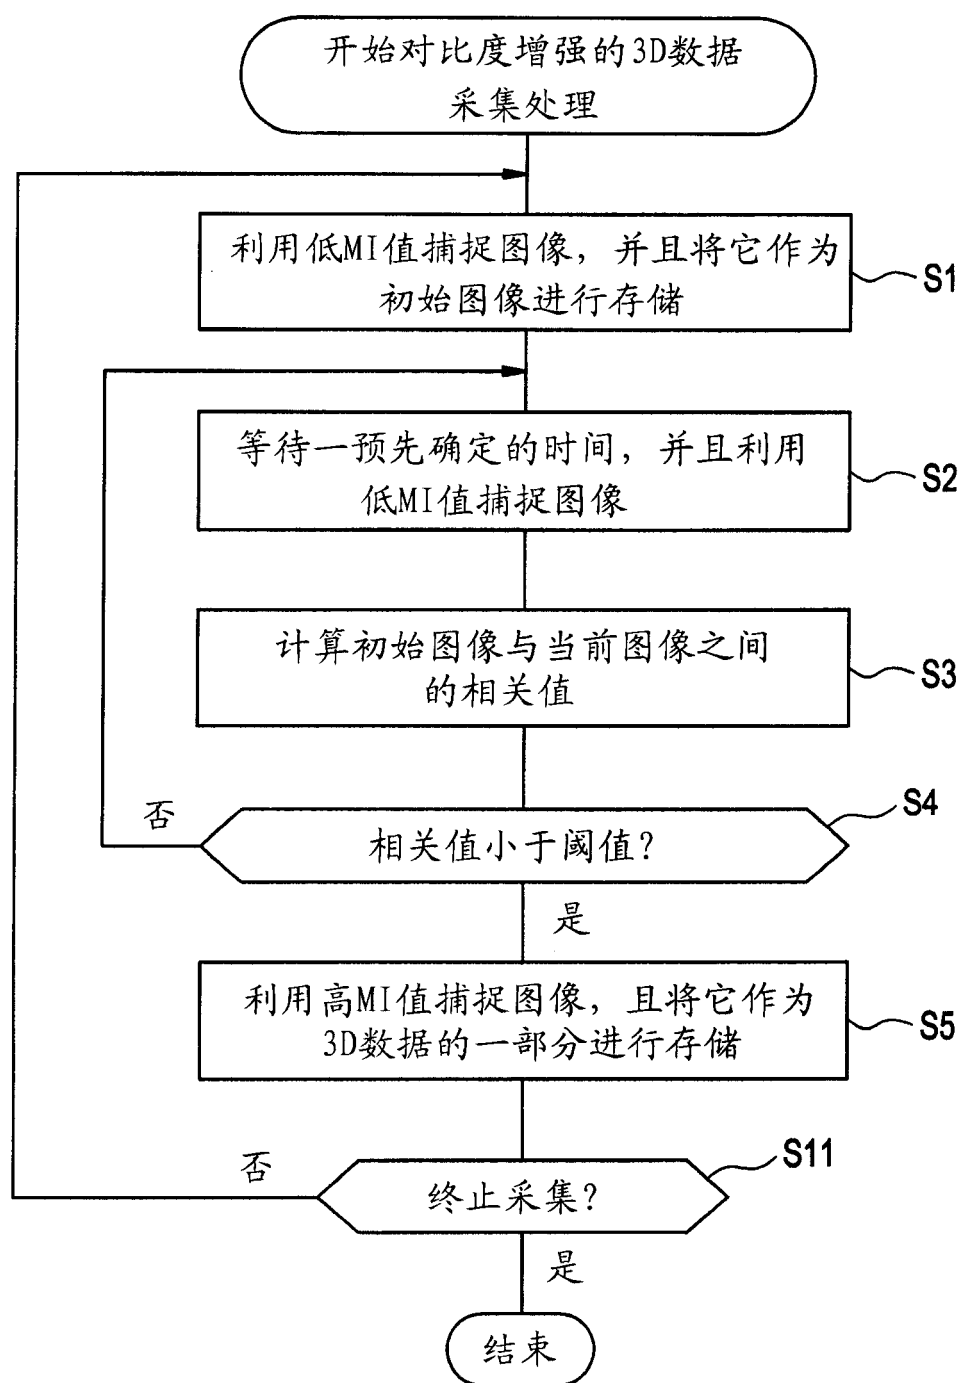 开始对比度增强的3D数据
采集处理
利用低MI值捕捉图像，并且将它作为
初始图像进行存储
S1
等待一预先确定的时间，并且利用
低MI值捕捉图像
S2
计算初始图像与当前图像之间
的相关值
S3
否
相关值小于阈值？
S4
是
利用高MI值捕捉图像，且将它作为
3D数据的一部分进行存储
S5
否
终止采集？
S11
是
结束